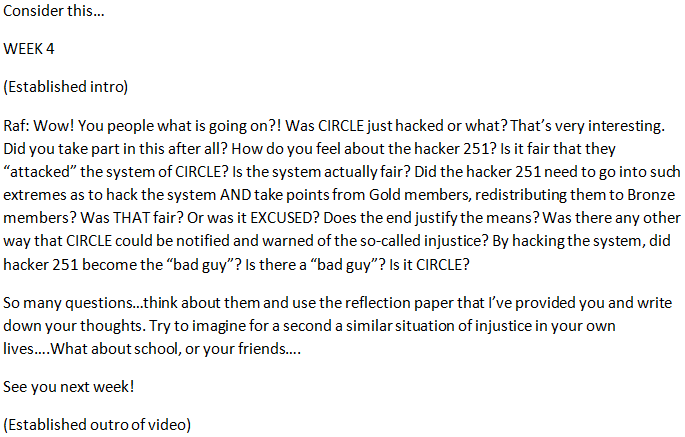 Consider this...
WEEK 4
(Established intro)
Raf: Wow! You people what is going on?! Was CIRCLE just hacked or what? That’s very interesting.
Did you take part in this after all? How do you feel about the hacker 251? Is it fair that they
“attacked” the system of CIRCLE? Is the system actually fair? Did the hacker 251 need to go into such
extremes as to hack the system AND take points from Gold members, redistributing them to Bronze
members? Was THAT fair? Or was it EXCUSED? Does the end justify the means? Was there any other
way that CIRCLE could be notified and warned of the so-called injustice? By hacking the system, did
hacker 251 become the “bad guy”? Is there a “bad guy”? Is it CIRCLE?
So many questions…think about them and use the reflection paper that I’ve provided you and write
down your thoughts. Try to imagine for a second a similar situation of injustice in your own
lives….What about school, or your friends….
See you next week!
(Established outro of video)